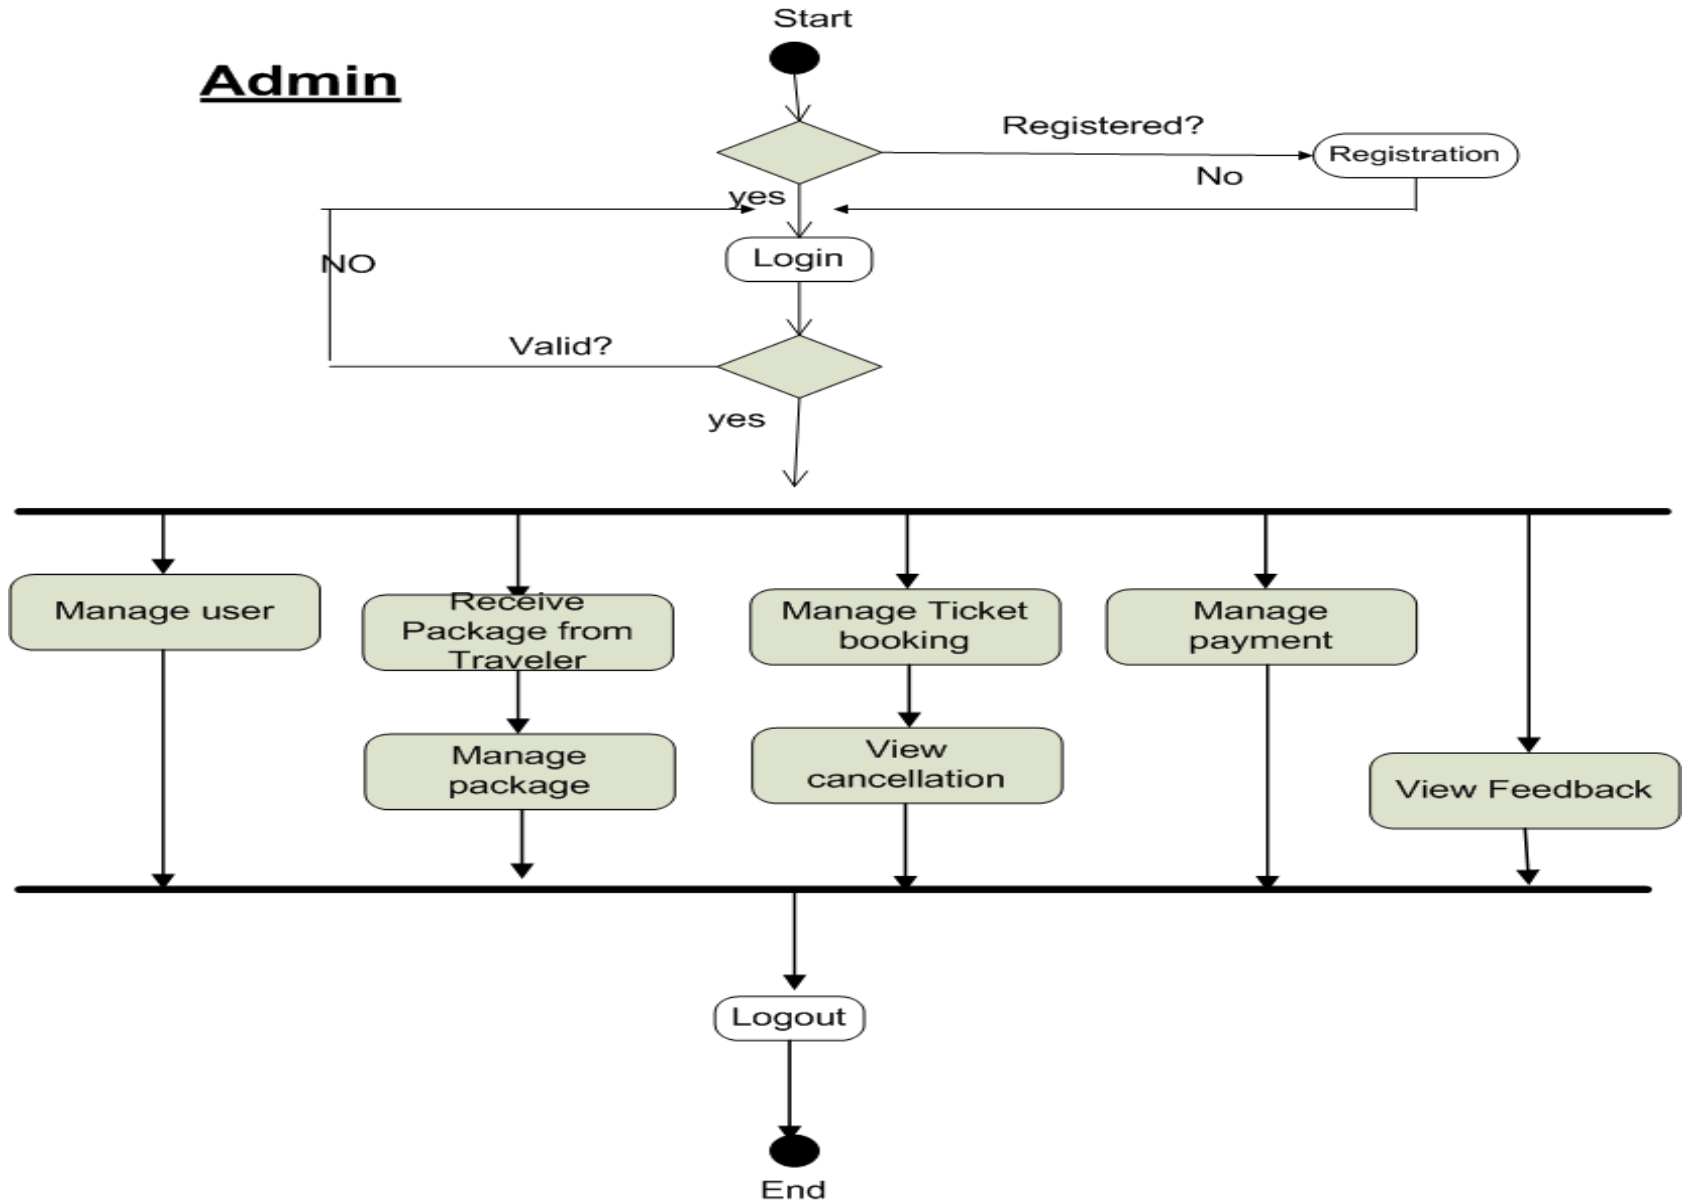 Start
Admin
Registered?
Registration
No
yes
Login
NO
Valid?
yes
Manage user
Receive
Package from
Traveler
Manage Ticket
booking
Manage
payment
Manage
package
View
cancellation
View Feedback
Logout
End